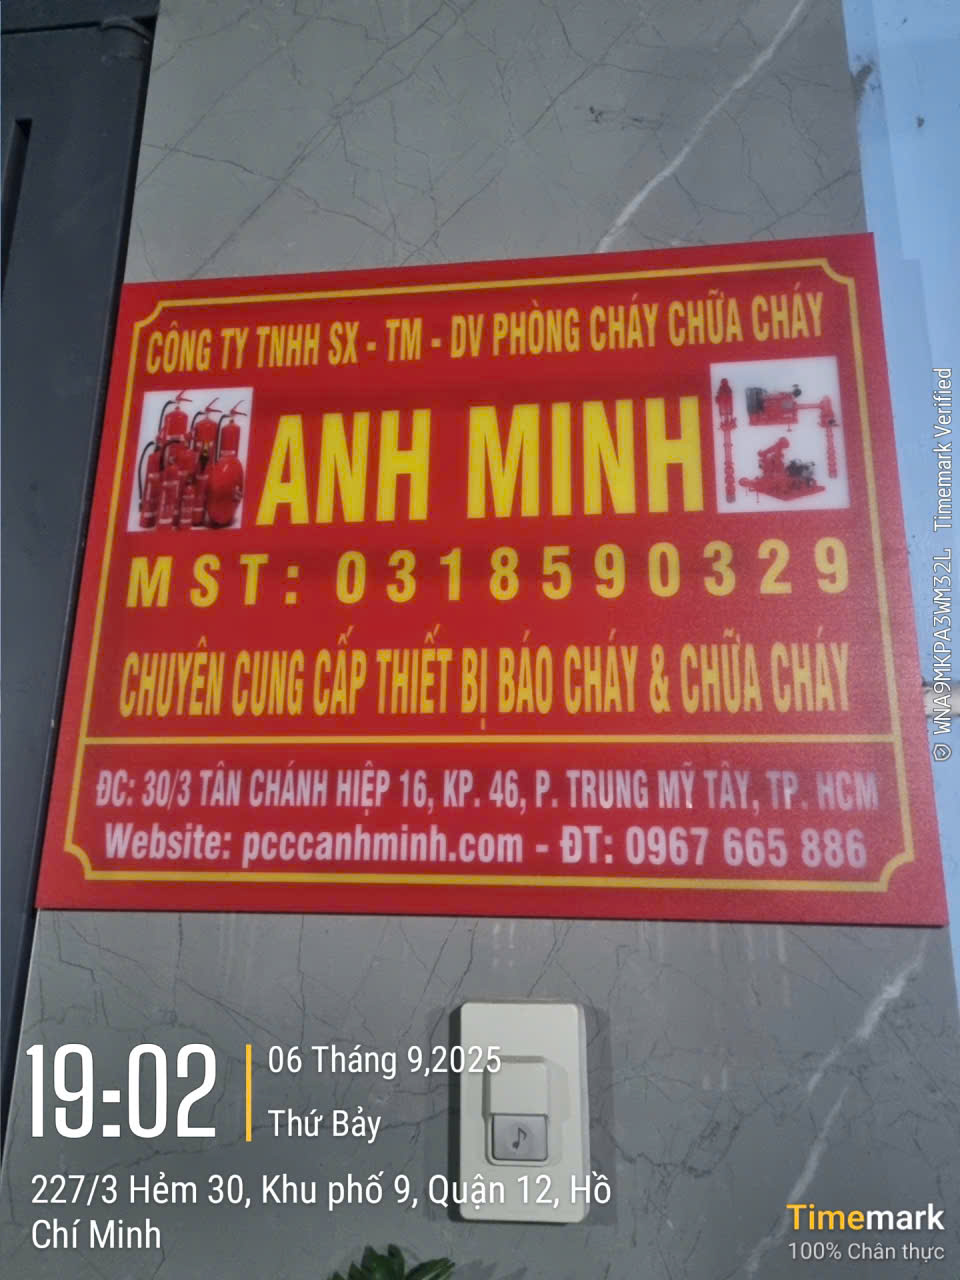 CÔNG TY TNHH SX - TM - DV PHÒNG CHÁY CHỮA CHÁY
ANH MINH
MST: 0318590329
CHUYÊN CUNG CẤP THIẾT BỊ BÁO CHÁY & CHỮA CHÁY
ĐC: 30/3 TÂN CHÁNH HIỆP 16, KP. 46, P. TRUNG MỸ TÂY, TP. HCM
Website: pcccanhminh.com - ĐT: 0967 665 886
19:02
06 Tháng 9,2025
Thứ Bảy
227/3 Hẻm 30, Khu phố 9, Quận 12, Hồ
Chí Minh
Timemark
100% Chân thực
WNA9MKPA3WM32L Timemark Verified